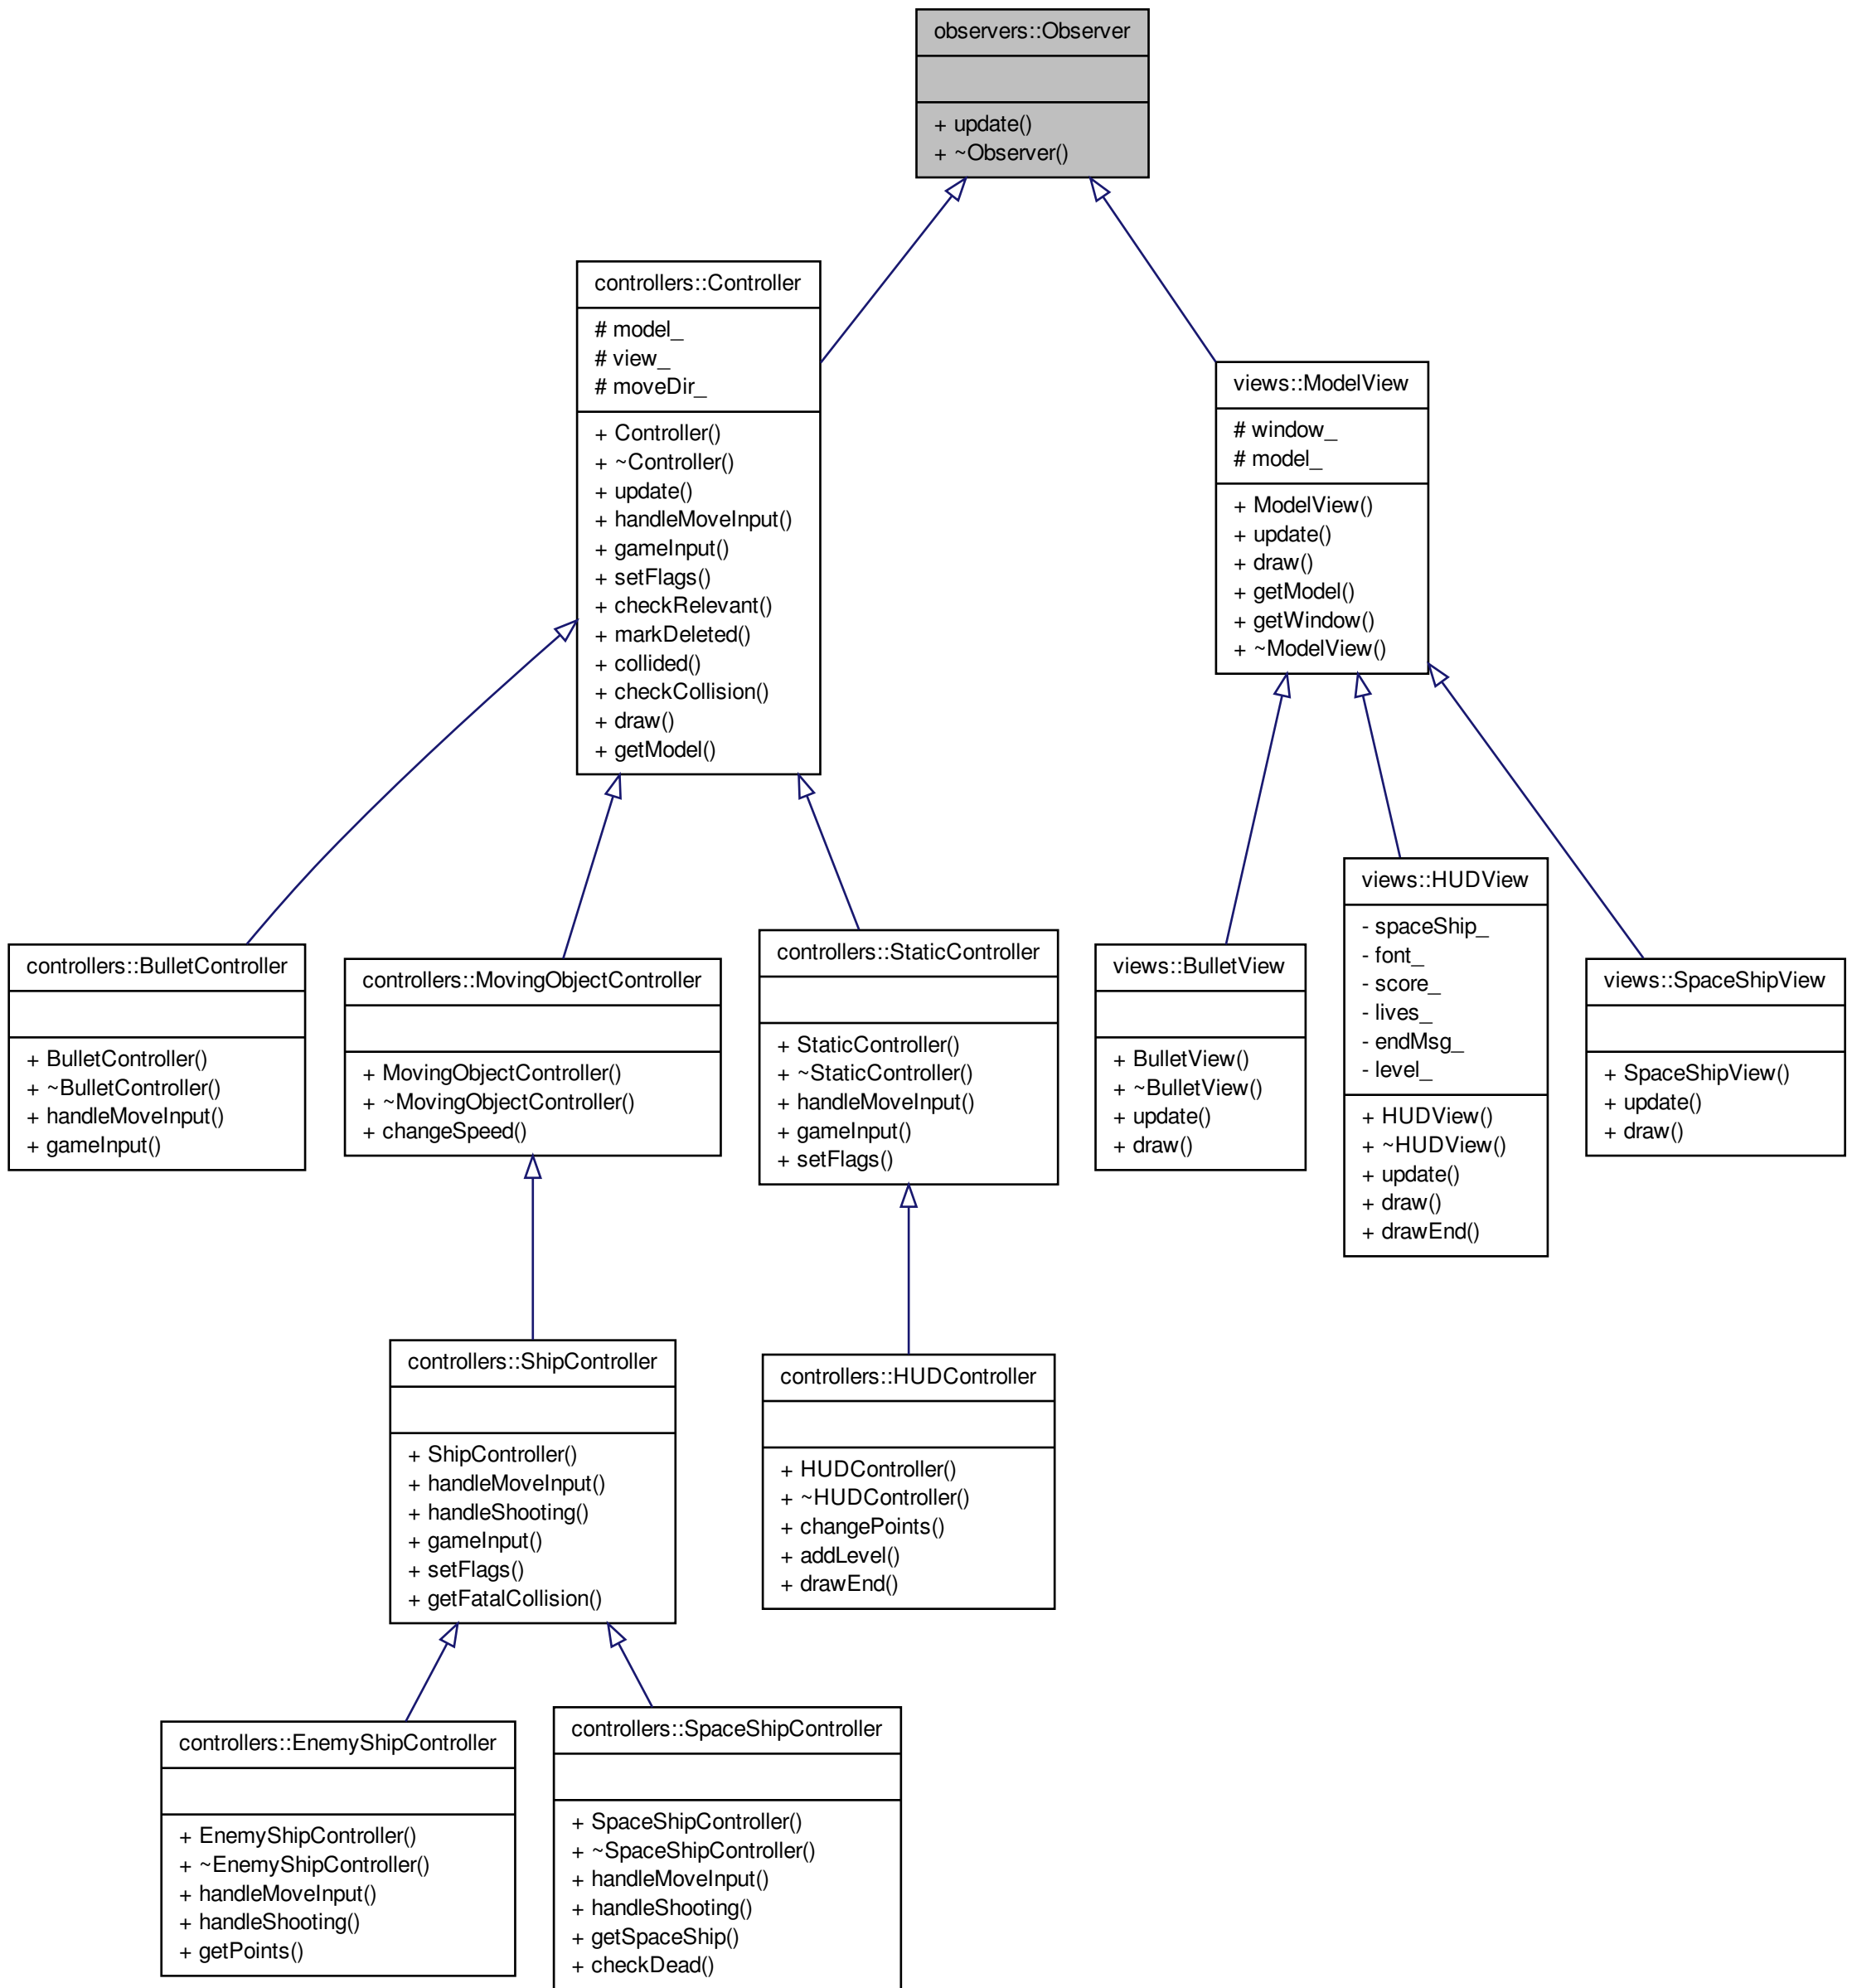 observers::Observer
+ update()
+ ~Observer()
controllers::Controller
# model_
# view_
# moveDir_
+ Controller()
+ ~Controller()
+ update()
+ handleMoveInput()
+ gameInput()
+ setFlags()
+ checkRelevant()
+ markDeleted()
+ collided()
+ checkCollision()
+ draw()
+ getModel()
views::ModelView
# window_
# model_
+ ModelView()
+ update()
+ draw()
+ getModel()
+ getWindow()
+ ~ModelView()
controllers::BulletController
+ BulletController()
+ ~BulletController()
+ handleMoveInput()
+ gameInput()
controllers::MovingObjectController
+ MovingObjectController()
+ ~MovingObjectController()
+ changeSpeed()
controllers::StaticController
+ StaticController()
+ ~StaticController()
+ handleMoveInput()
+ gameInput()
+ setFlags()
views::BulletView
+ BulletView()
+ ~BulletView()
+ update()
+ draw()
views::HUDView
- spaceShip_
- font_
- score_
- lives_
- endMsg_
- level_
+ HUDView()
+ ~HUDView()
+ update()
+ draw()
+ drawEnd()
views::SpaceShipView
+ SpaceShipView()
+ update()
+ draw()
controllers::ShipController
+ ShipController()
+ handleMoveInput()
+ handleShooting()
+ gameInput()
+ setFlags()
+ getFatalCollision()
controllers::HUDController
+ HUDController()
+ ~HUDController()
+ changePoints()
+ addLevel()
+ drawEnd()
controllers::EnemyShipController
+ EnemyShipController()
+ ~EnemyShipController()
+ handleMoveInput()
+ handleShooting()
+ getPoints()
controllers::SpaceShipController
+ SpaceShipController()
+ ~SpaceShipController()
+ handleMoveInput()
+ handleShooting()
+ getSpaceShip()
+ checkDead()